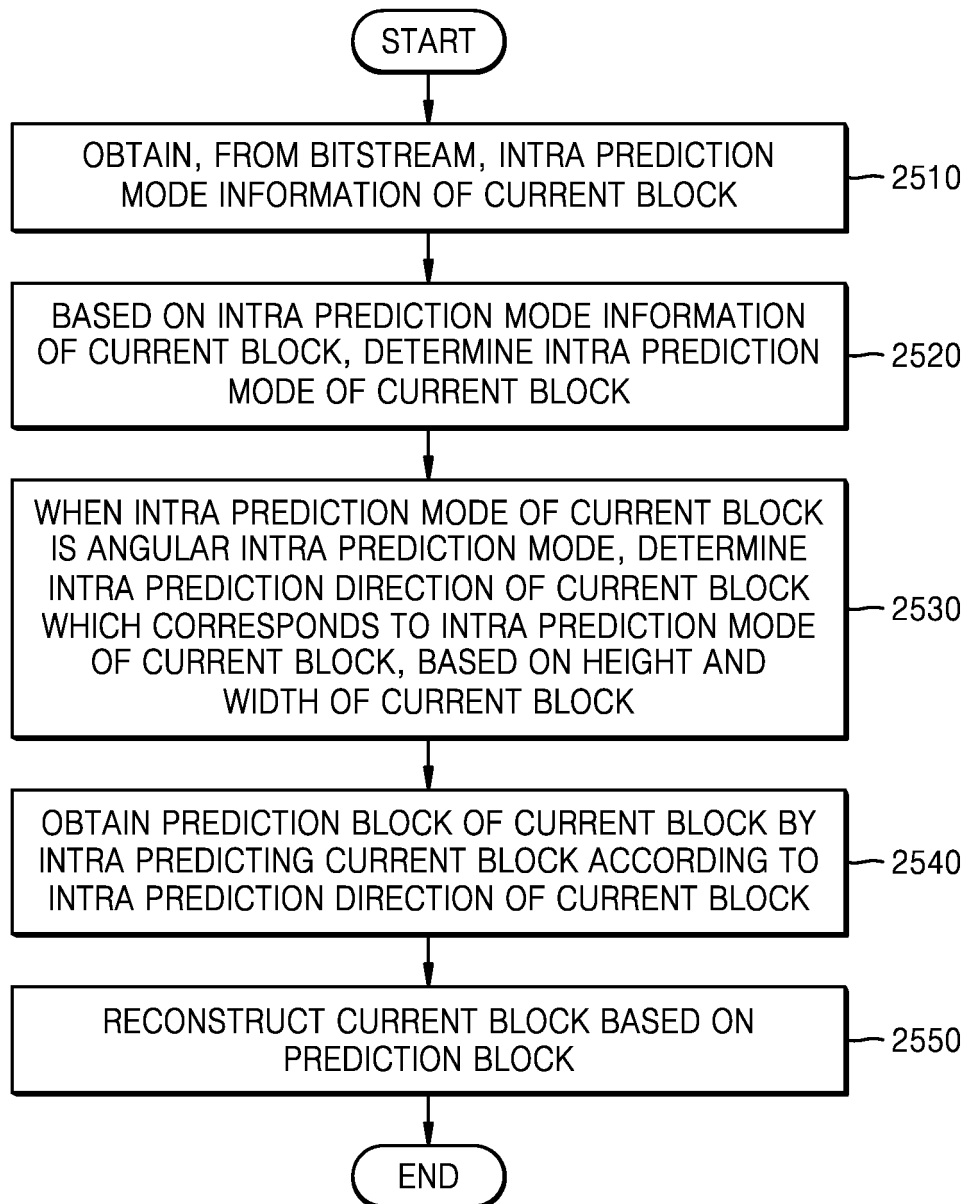 START
OBTAIN, FROM BITSTREAM, INTRA PREDICTION
MODE INFORMATION OF CURRENT BLOCK
2510
BASED ON INTRA PREDICTION MODE INFORMATION
OF CURRENT BLOCK, DETERMINE INTRA PREDICTION
MODE OF CURRENT BLOCK
2520
WHEN INTRA PREDICTION MODE OF CURRENT BLOCK
IS ANGULAR INTRA PREDICTION MODE, DETERMINE
INTRA PREDICTION DIRECTION OF CURRENT BLOCK
WHICH CORRESPONDS TO INTRA PREDICTION MODE
OF CURRENT BLOCK, BASED ON HEIGHT AND
WIDTH OF CURRENT BLOCK
2530
OBTAIN PREDICTION BLOCK OF CURRENT BLOCK BY
INTRA PREDICTING CURRENT BLOCK ACCORDING TO
INTRA PREDICTION DIRECTION OF CURRENT BLOCK
2540
RECONSTRUCT CURRENT BLOCK BASED ON
PREDICTION BLOCK
2550
END